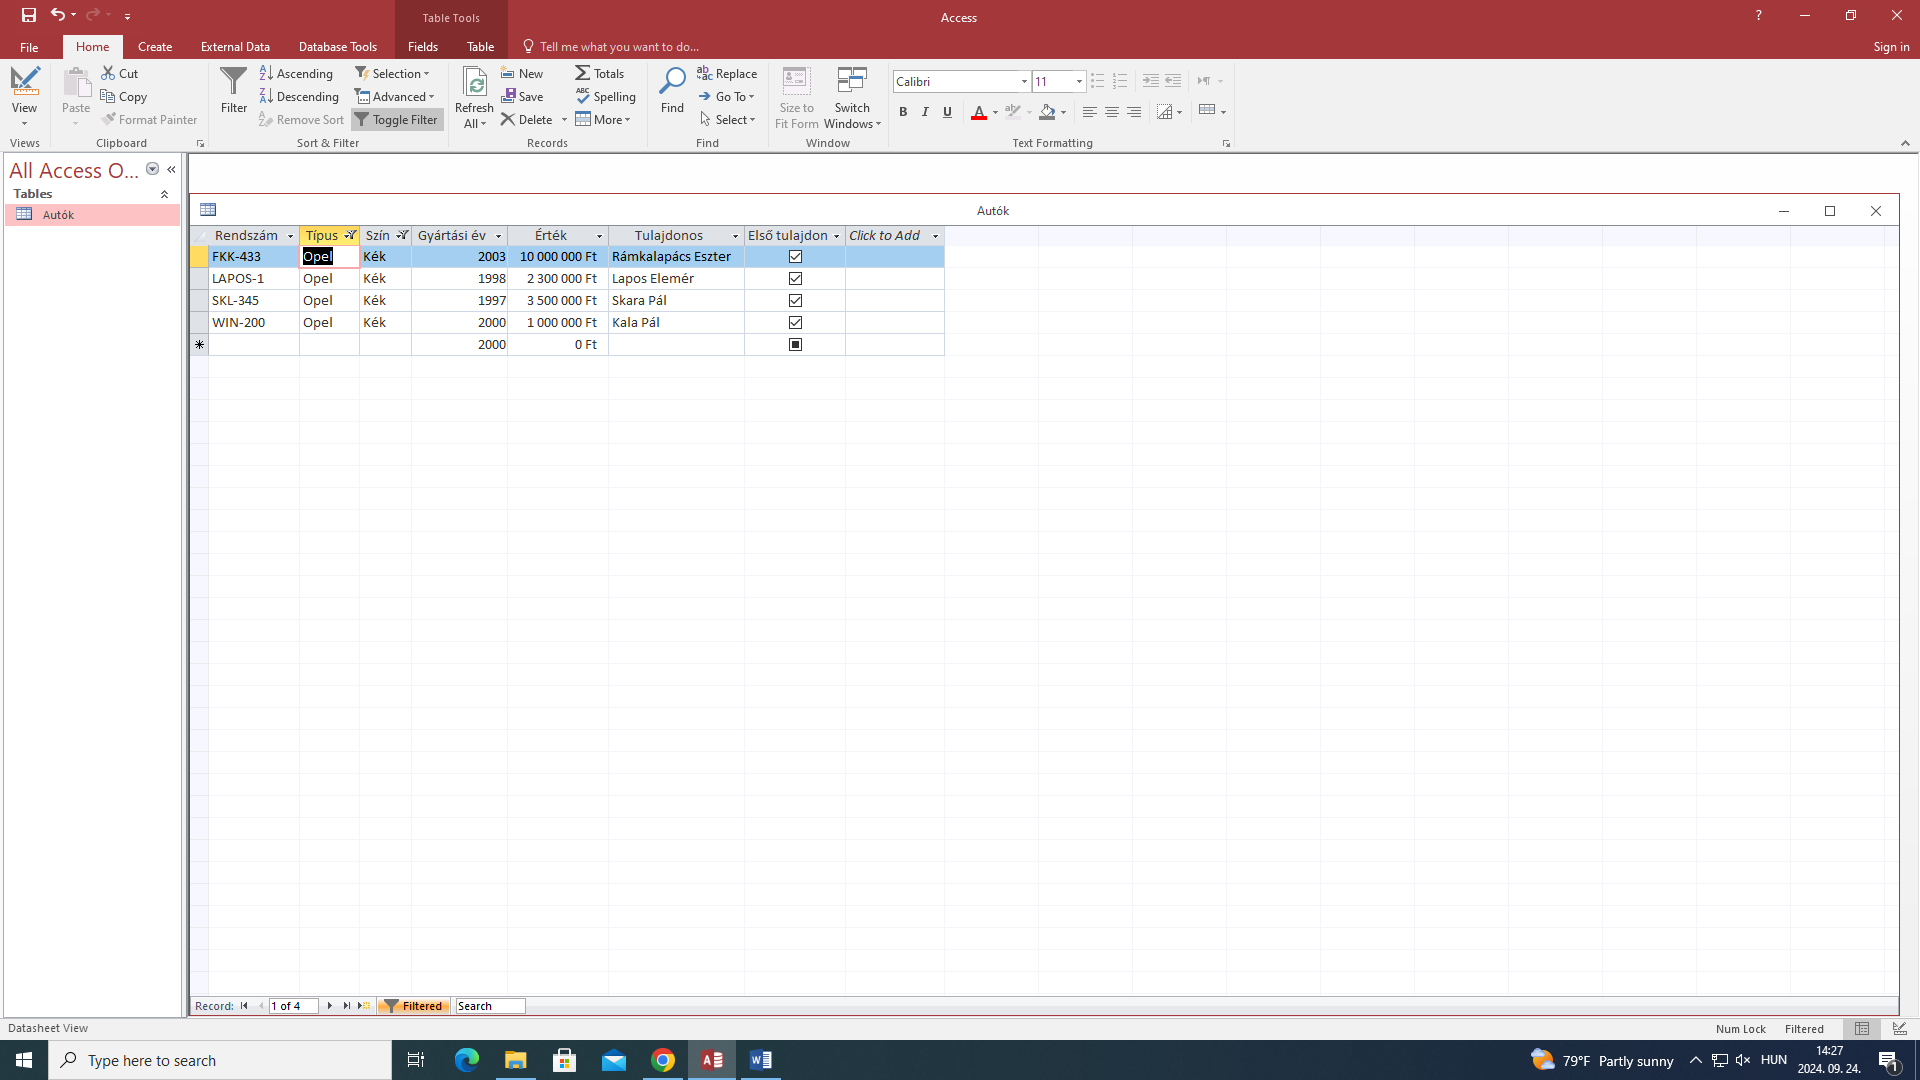 Table Tools
Access
?
File
Home
Create
External Data
Database Tools
Fields
Table
Tell me what you want to do...
Sign in
View
Paste
Cut
Copy
Format Painter
Filter
Ascending
Descending
Remove Sort
Selection
Advanced
Toggle Filter
Refresh All
New
Save
Delete
Totals
Spelling
More
Find
Replace
Go To
Select
Size to Fit Form
Switch Windows
Calibri
11
B I U
A
Views
Clipboard
Sort & Filter
Records
Find
Window
Text Formatting
All Access O...
Tables
Autók
Autók
Rendszám Típus Szín Gyártási év Érték Tulajdonos Első tulajdon Click to Add
FKK-433 Opel Kék 2003 10 000 000 Ft Rámkalapács Eszter
LAPOS-1 Opel Kék 1998 2 300 000 Ft Lapos Elemér
SKL-345 Opel Kék 1997 3 500 000 Ft Skara Pál
WIN-200 Opel Kék 2000 1 000 000 Ft Kala Pál
2000 0 Ft
Record: 1 of 4 Filtered Search
Datasheet View
Num Lock
Filtered
Type here to search
79°F Partly sunny
HUN
14:27
2024. 09. 24.
1